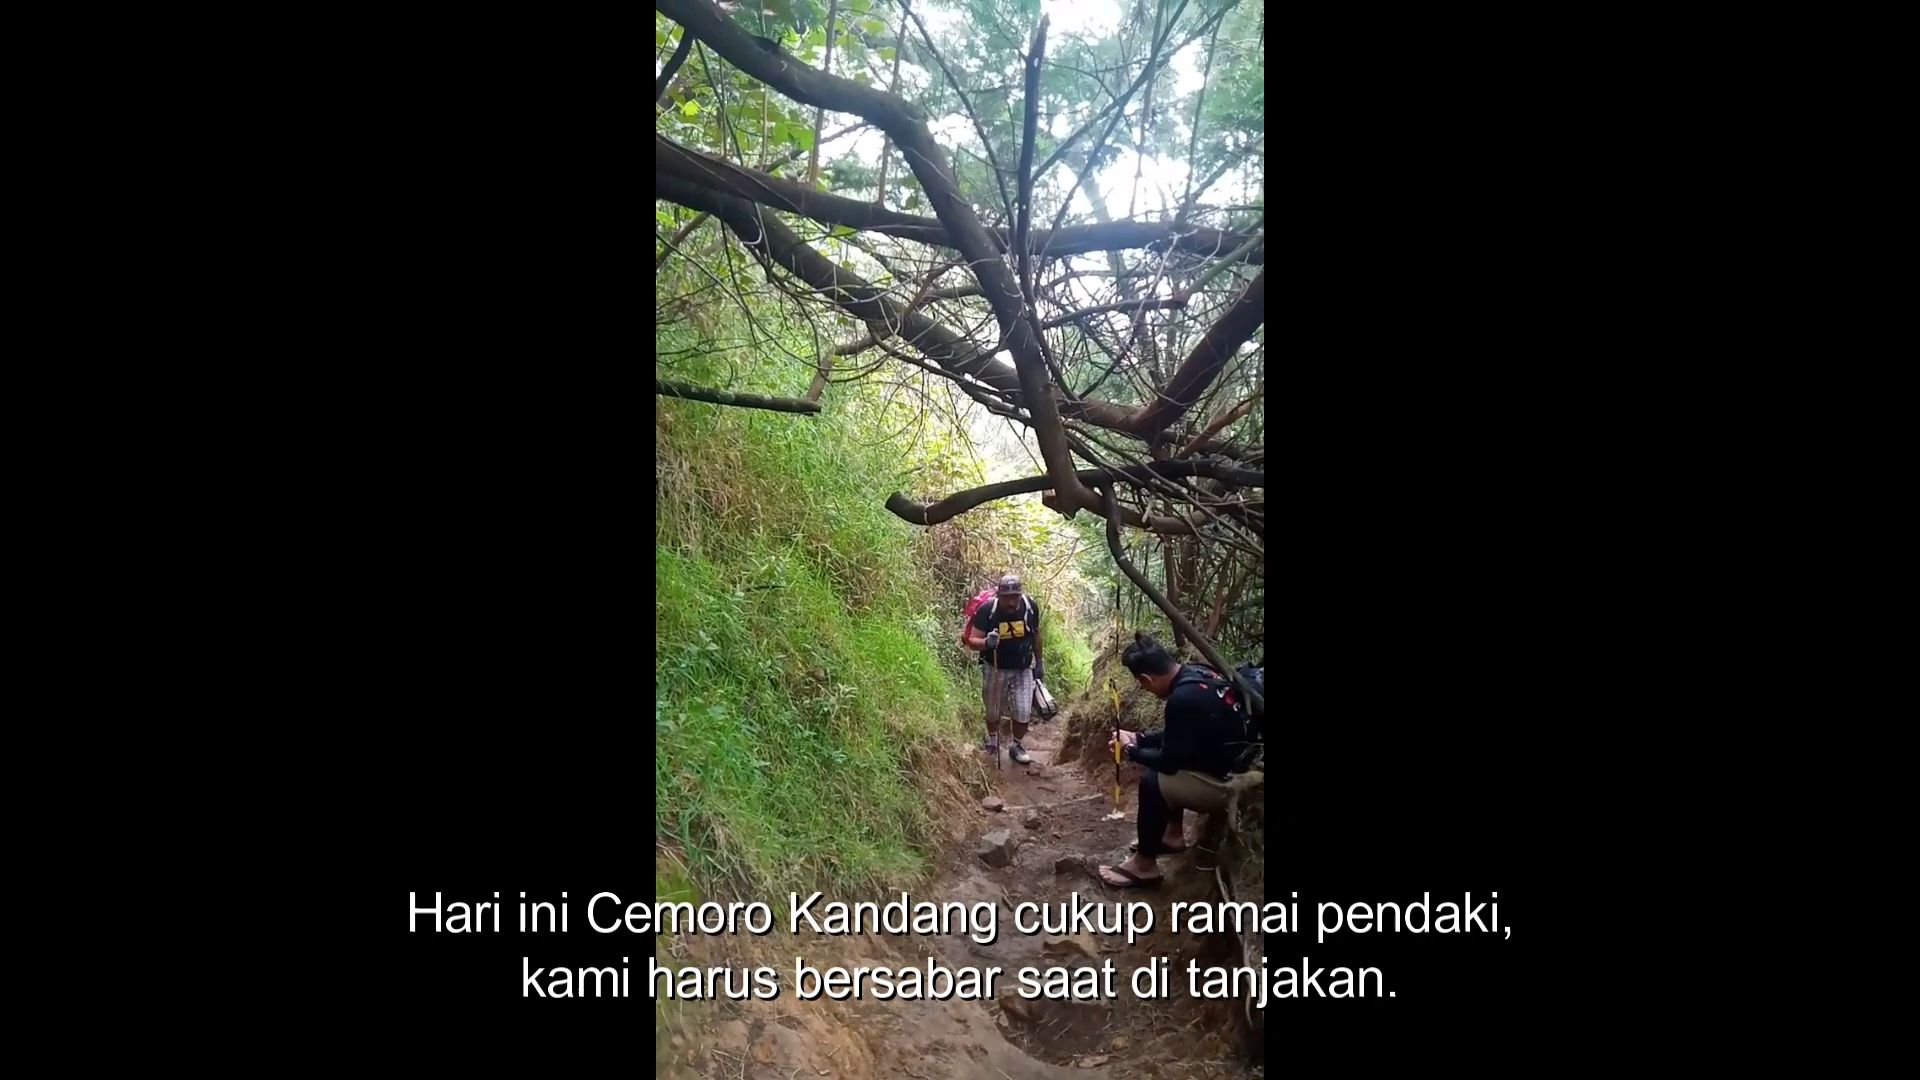 Hari ini Cemoro Kandang cukup ramai pendaki,
kami harus bersabar saat di tanjakan.